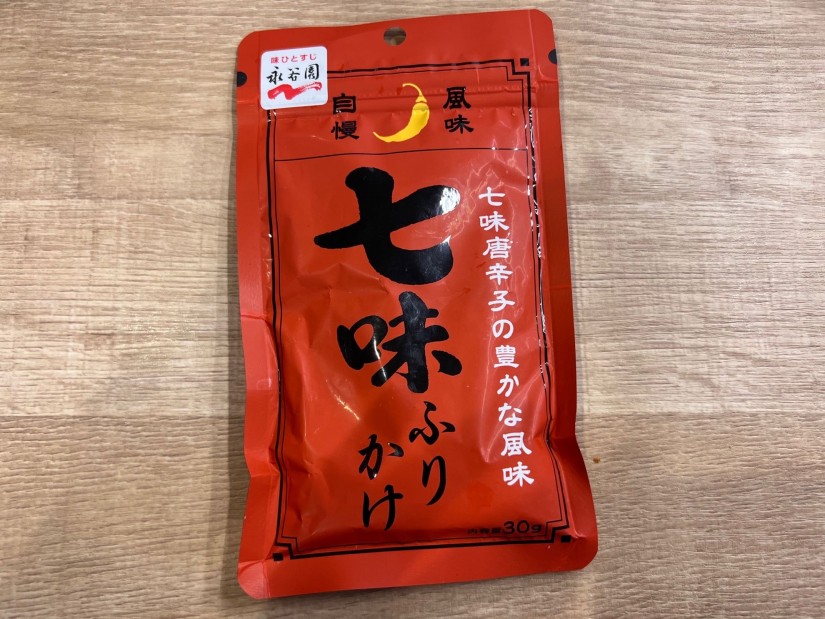 味ひとすじ
永谷園
風味
自慢
七味唐辛子の豊かな風味
七味
ふり
かけ
内容量30g